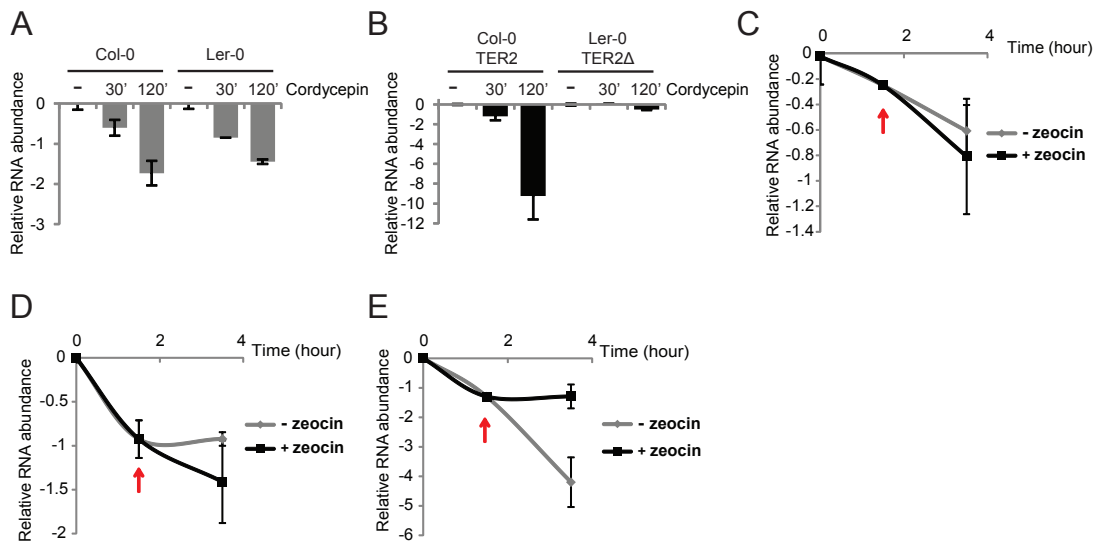 A
Col-0
Ler-0
– 30' 120' – 30' 120' Cordycepin
Relative RNA abundance
0
-1
-2
-3
B
Col-0
TER2
Ler-0
TER2Δ
– 30' 120' – 30' 120' Cordycepin
Relative RNA abundance
0
-2
-4
-6
-8
-10
-12
C
0 2 4 Time (hour)
Relative RNA abundance
0
-0.2
-0.4
-0.6
-0.8
-1
-1.2
-1.4
- zeocin
+ zeocin
D
0 2 4 Time (hour)
Relative RNA abundance
0
-0.5
-1
-1.5
-2
- zeocin
+ zeocin
E
0 2 4 Time (hour)
Relative RNA abundance
0
-1
-2
-3
-4
-5
-6
- zeocin
+ zeocin